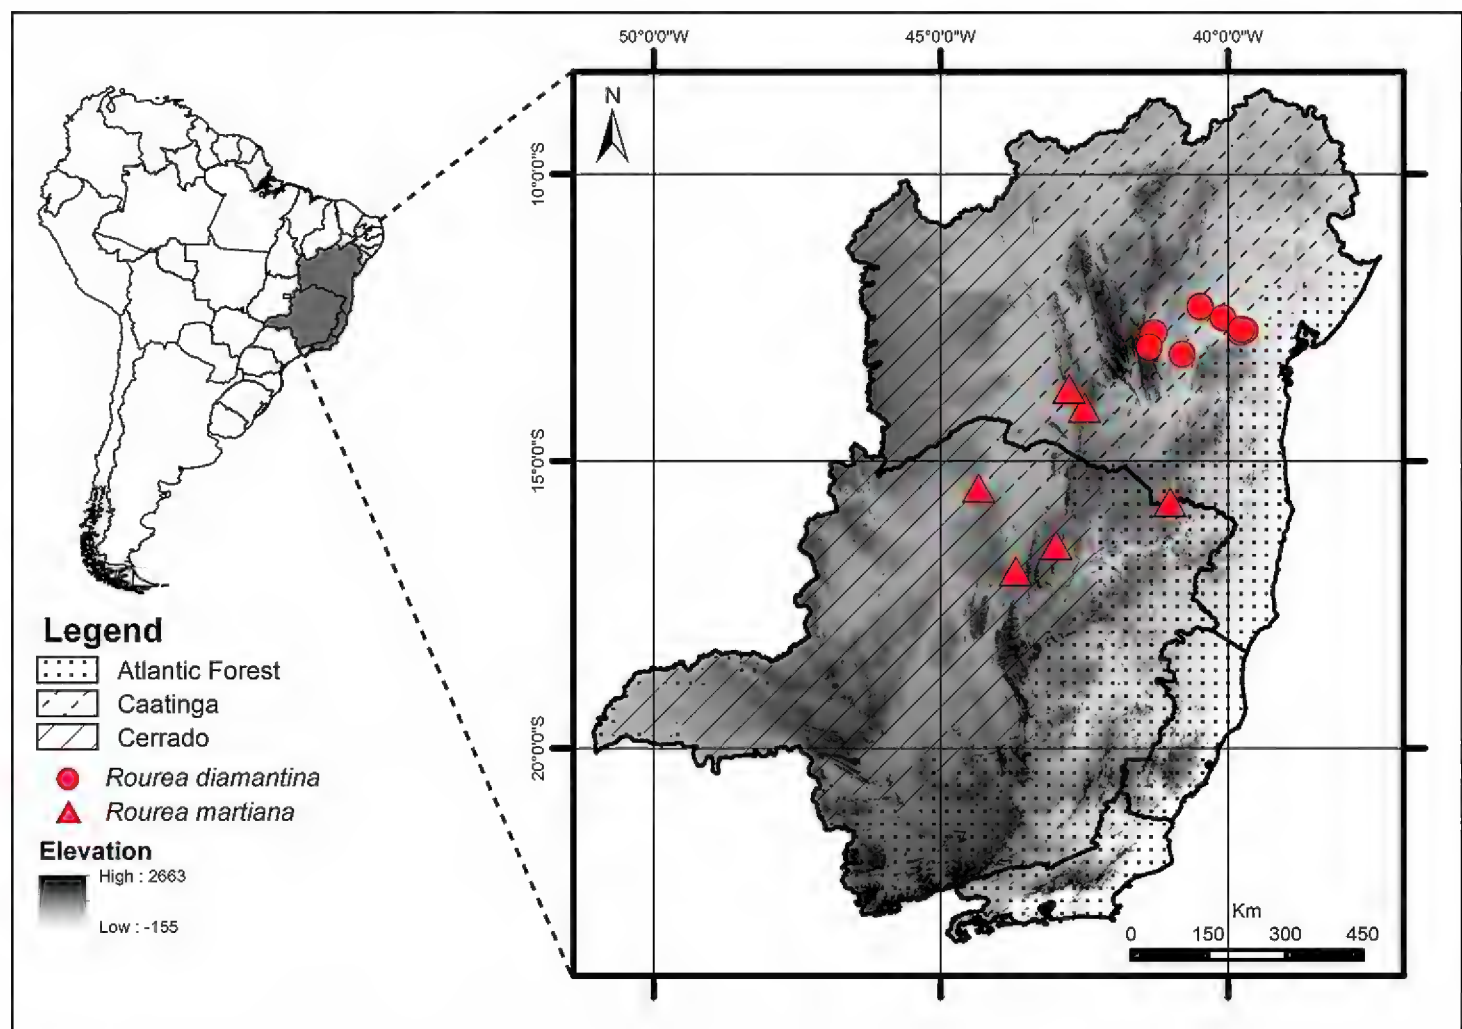 50°0'0"W 45°0'0"W 40°0'0"W
N
10°0'0"S
15°0'0"S
20°0'0"S
Legend
Atlantic Forest
Caatinga
Cerrado
Rourea diamantina
Rourea martiana
Elevation
High : 2663
Low : -155
Km
0 150 300 450